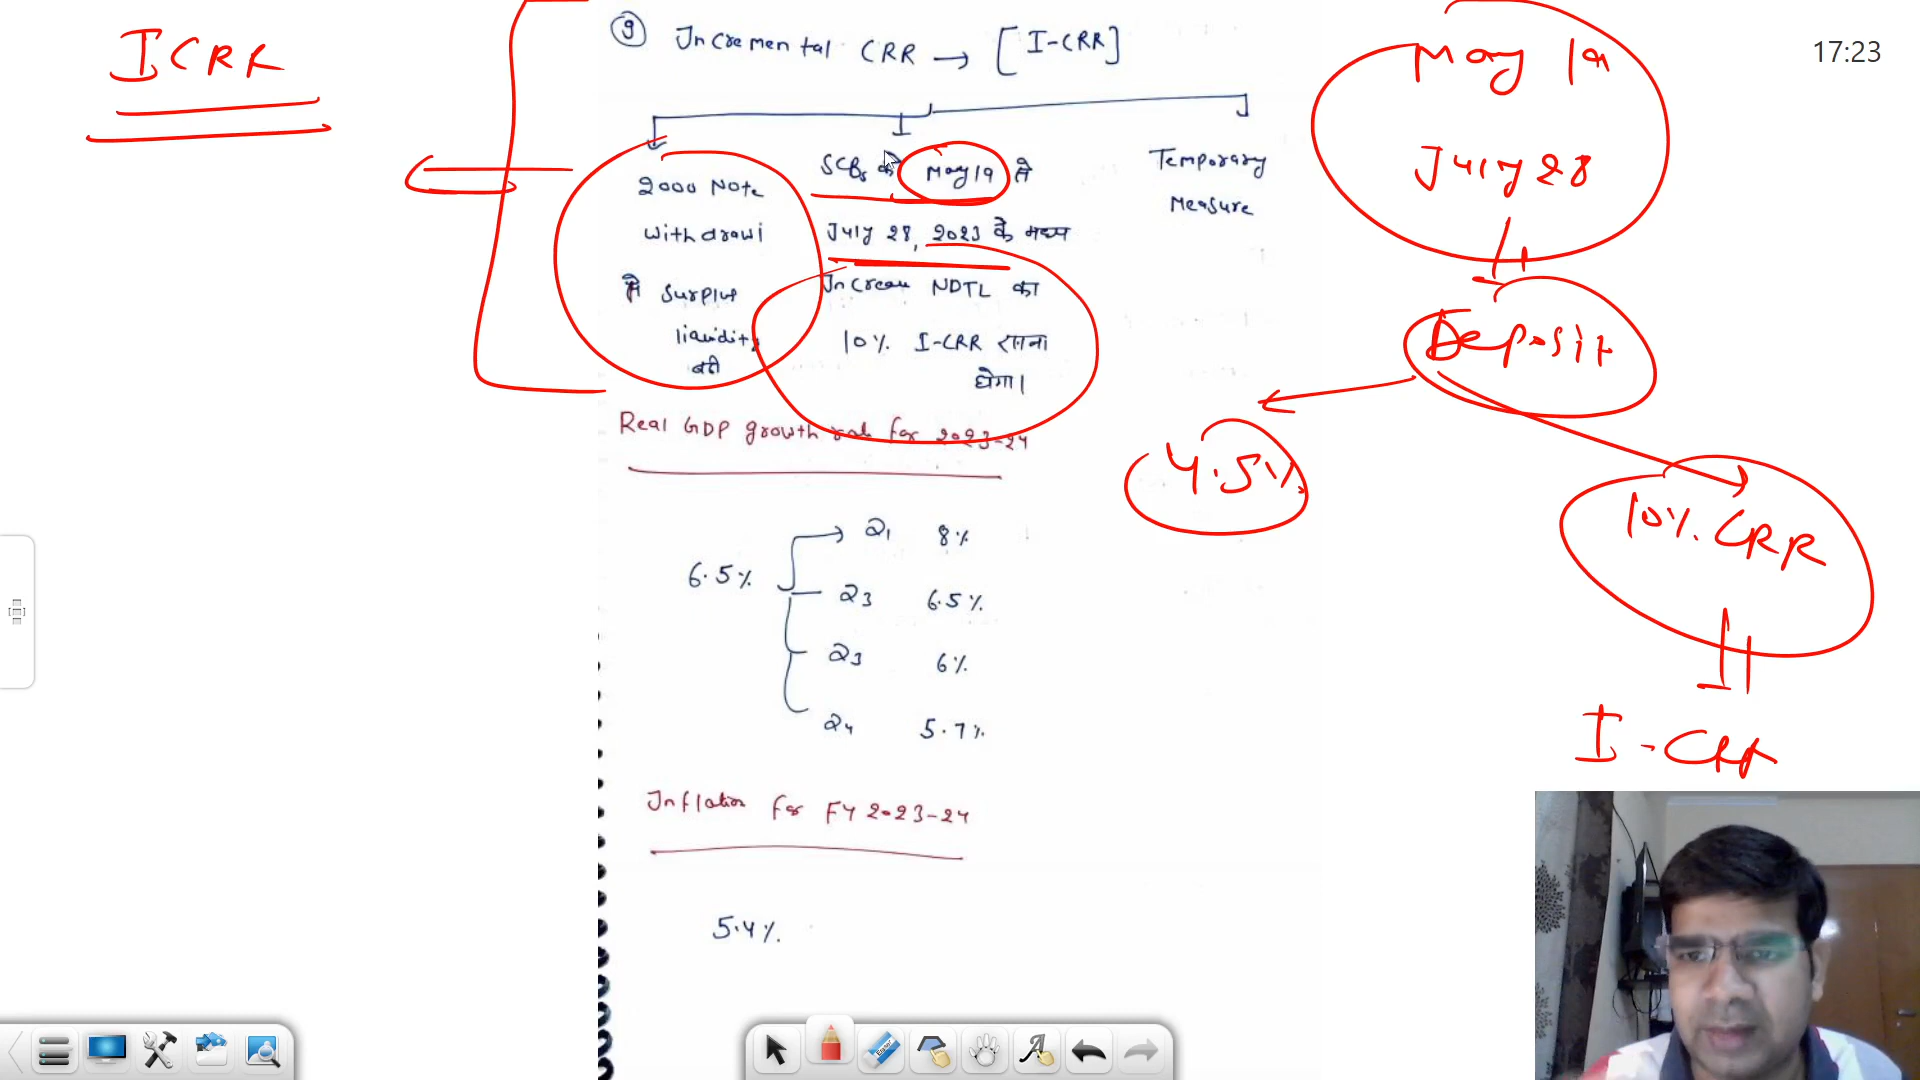 ICRR
⑨ Incremental CRR → [I-CRR]
17:23
2000 Note
withdrawl
से surplus
liquidity
बढी
SCBs को May 19 से
July 28, 2023 के मध्य
Increase NDTL का
10% I-CRR रखना
होगा।
Temporary
Measure
May 19
July 28
Deposit
4.5%
10% CRR
I-CRR
Real GDP growth rate for 2023-24
6.5%
Q1 8%
Q3 6.5%
Q3 6%
Q4 5.7%
Inflation for FY 2023-24
5.4%